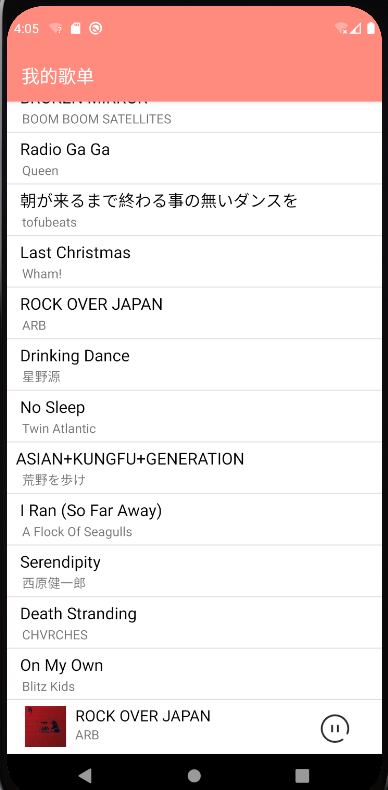 4:05
我的歌单
BROKEN MIRROR
BOOM BOOM SATELLITES
Radio Ga Ga
Queen
朝が来るまで終わる事の無いダンスを
tofubeats
Last Christmas
Wham!
ROCK OVER JAPAN
ARB
Drinking Dance
星野源
No Sleep
Twin Atlantic
ASIAN+KUNGFU+GENERATION
荒野を歩け
I Ran (So Far Away)
A Flock Of Seagulls
Serendipity
西原健一郎
Death Stranding
CHVRCHES
On My Own
Blitz Kids
ROCK OVER JAPAN
ARB